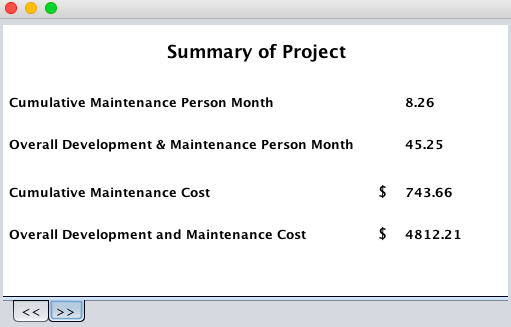 Summary of Project
Cumulative Maintenance Person Month 8.26
Overall Development & Maintenance Person Month 45.25
Cumulative Maintenance Cost $ 743.66
Overall Development and Maintenance Cost $ 4812.21
<< >>